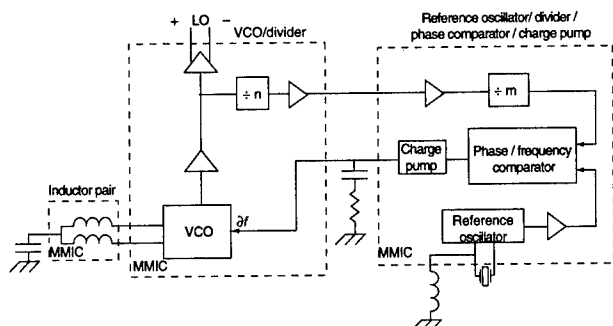 + LO −
VCO/divider
Reference oscillator/ divider /
phase comparator / charge pump
÷ n
÷ m
Charge
pump
Phase / frequency
comparator
Inductor pair
MMIC
VCO
∂f
MMIC
Reference
oscillator
MMIC